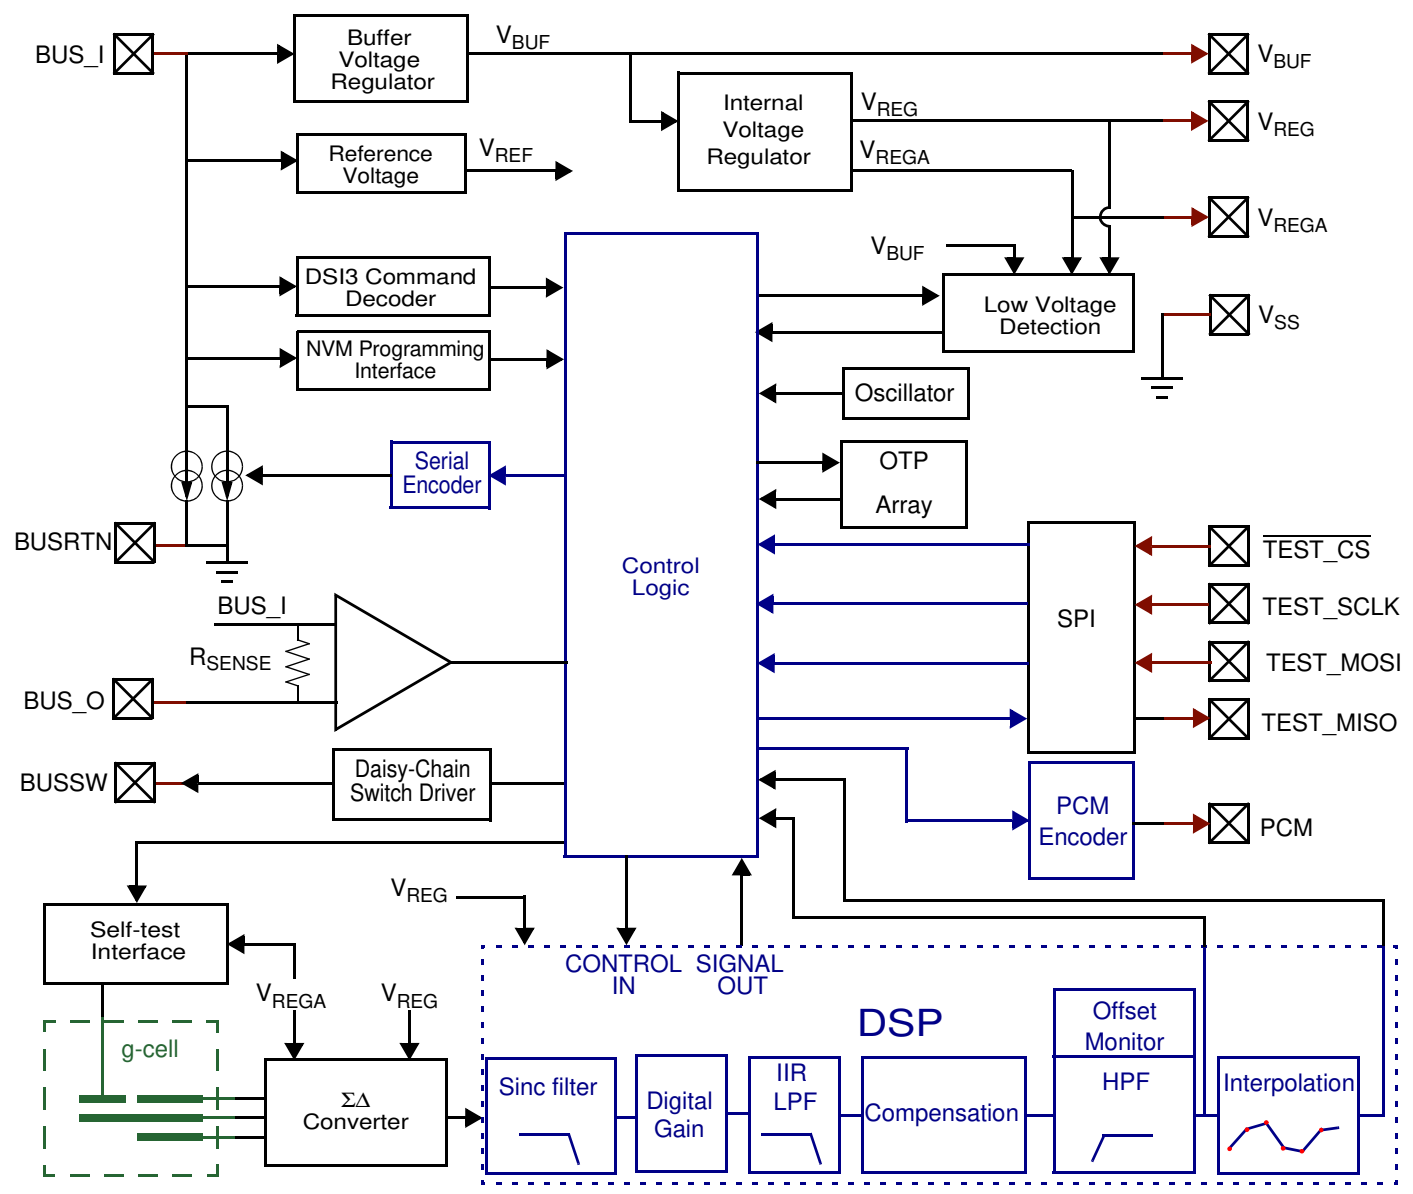 BUS_I
Buffer
Voltage
Regulator
VBUF
VBUF
Internal
Voltage
Regulator
VREG
VREG
VREGA
Reference
Voltage
VREF
VREGA
VBUF
DSI3 Command
Decoder
Low Voltage
Detection
VSS
NVM Programming
Interface
Oscillator
Serial
Encoder
OTP
Array
BUSRTN
Control
Logic
TEST_CS
TEST_SCLK
SPI
TEST_MOSI
TEST_MISO
BUS_I
RSENSE
BUS_O
BUSSW
Daisy-Chain
Switch Driver
PCM
Encoder
PCM
VREG
Self-test
Interface
CONTROL
IN
SIGNAL
OUT
VREGA
VREG
DSP
g-cell
ΣΔ
Converter
Sinc filter
Digital
Gain
IIR
LPF
Compensation
Offset
Monitor
HPF
Interpolation